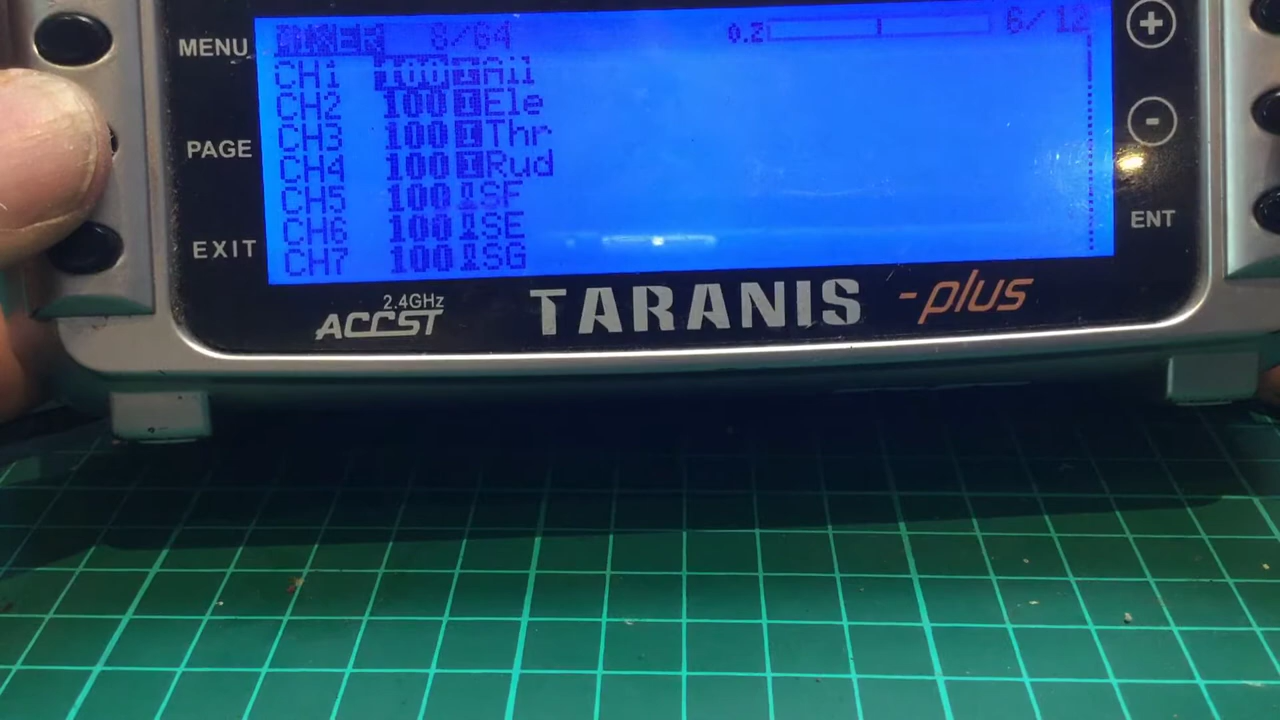 MENU
PAGE
EXIT
MIXER 8/64 0.2 6/12
CH1 100 I Ail
CH2 100 I Ele
CH3 100 I Thr
CH4 100 I Rud
CH5 100 SF
CH6 100 SE
CH7 100 SG
+
-
ENT
2.4GHz
ACCST
TARANIS -plus